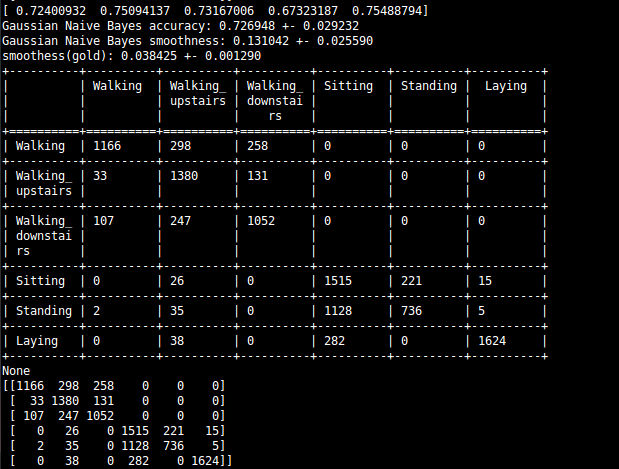 [ 0.72400932  0.75094137  0.73167006  0.67323187  0.75488794]
Gaussian Naive Bayes accuracy: 0.726948 +- 0.029232
Gaussian Naive Bayes smoothness: 0.131042 +- 0.025590
smoothess(gold): 0.038425 +- 0.001290
+----------+----------+----------+----------+----------+----------+----------+
|          | Walking  | Walking_ | Walking_ | Sitting  | Standing |  Laying  |
|          |          | upstairs | downstai |          |          |          |
|          |          |          |    rs    |          |          |          |
+==========+==========+==========+==========+==========+==========+==========+
| Walking  | 1166     | 298      | 258      | 0        | 0        | 0        |
+----------+----------+----------+----------+----------+----------+----------+
| Walking_ | 33       | 1380     | 131      | 0        | 0        | 0        |
| upstairs |          |          |          |          |          |          |
+----------+----------+----------+----------+----------+----------+----------+
| Walking_ | 107      | 247      | 1052     | 0        | 0        | 0        |
| downstai |          |          |          |          |          |          |
| rs       |          |          |          |          |          |          |
+----------+----------+----------+----------+----------+----------+----------+
| Sitting  | 0        | 26       | 0        | 1515     | 221      | 15       |
+----------+----------+----------+----------+----------+----------+----------+
| Standing | 2        | 35       | 0        | 1128     | 736      | 5        |
+----------+----------+----------+----------+----------+----------+----------+
| Laying   | 0        | 38       | 0        | 282      | 0        | 1624     |
+----------+----------+----------+----------+----------+----------+----------+
None
[[1166  298  258    0    0    0]
 [  33 1380  131    0    0    0]
 [ 107  247 1052    0    0    0]
 [   0   26    0 1515  221   15]
 [   2   35    0 1128  736    5]
 [   0   38    0  282    0 1624]]